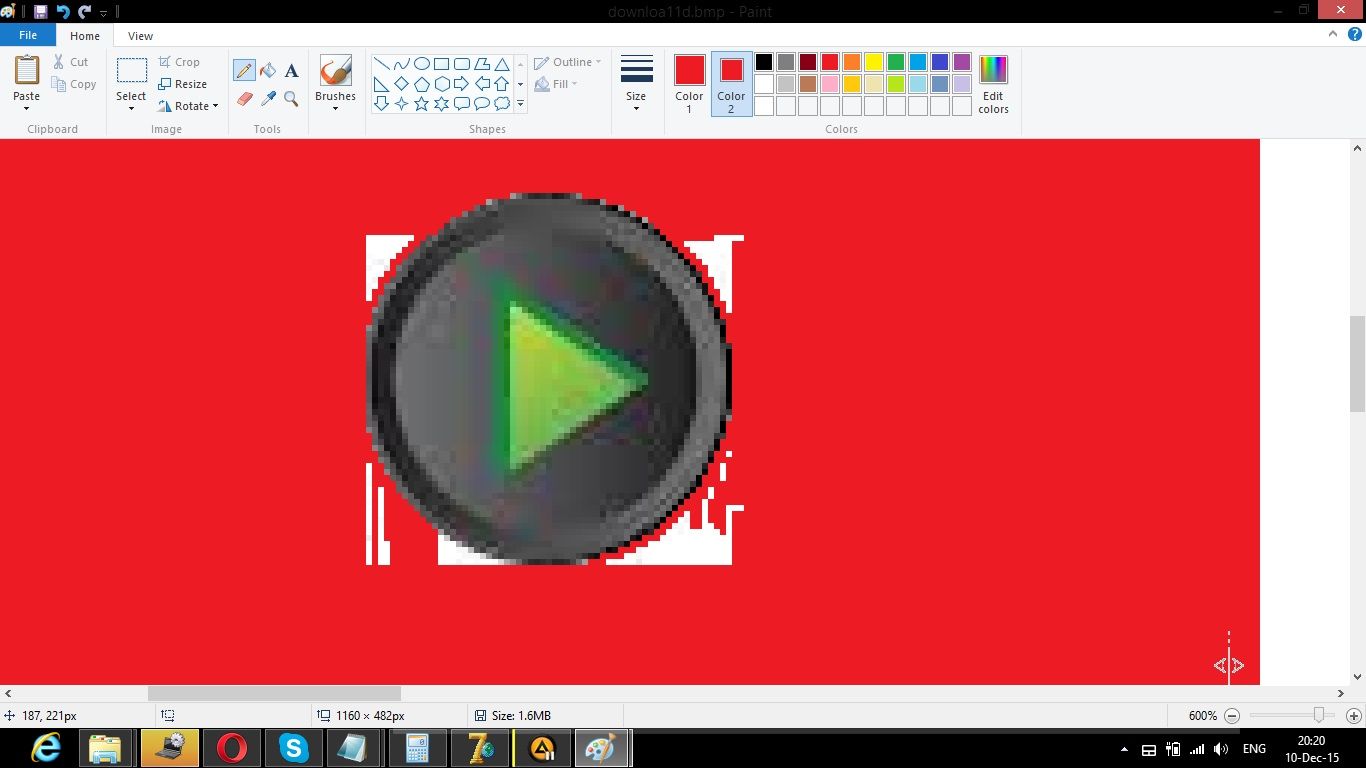 downloa11d.bmp - Paint
File Home View
Paste
Cut
Copy
Clipboard
Select
Crop
Resize
Rotate
Image
A
Tools
Brushes
Outline
Fill
Shapes
Size
Color 1
Color 2
Colors
Edit colors
187, 221px
1160 × 482px
Size: 1.6MB
600%
ENG
20:20
10-Dec-15